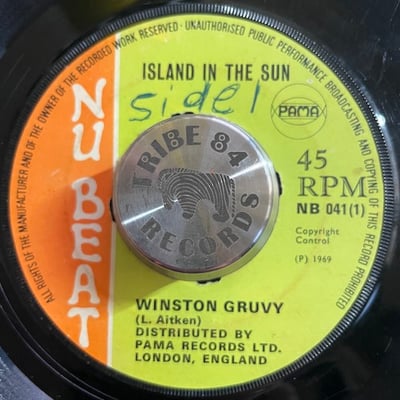 ALL RIGHTS OF THE MANUFACTURER AND OF THE OWNER OF THE RECORDED WORK RESERVED - UNAUTHORISED PUBLIC PERFORMANCE BROADCASTING AND COPYING OF THIS RECORD PROHIBITED
NU BEAT
ISLAND IN THE SUN
Side 1
PAMA
45
RPM
NB 041(1)
Copyright
Control
(P) 1969
TRIBE 84
RECORDS
WINSTON GRUVY
(L. Aitken)
DISTRIBUTED BY
PAMA RECORDS LTD.
LONDON, ENGLAND